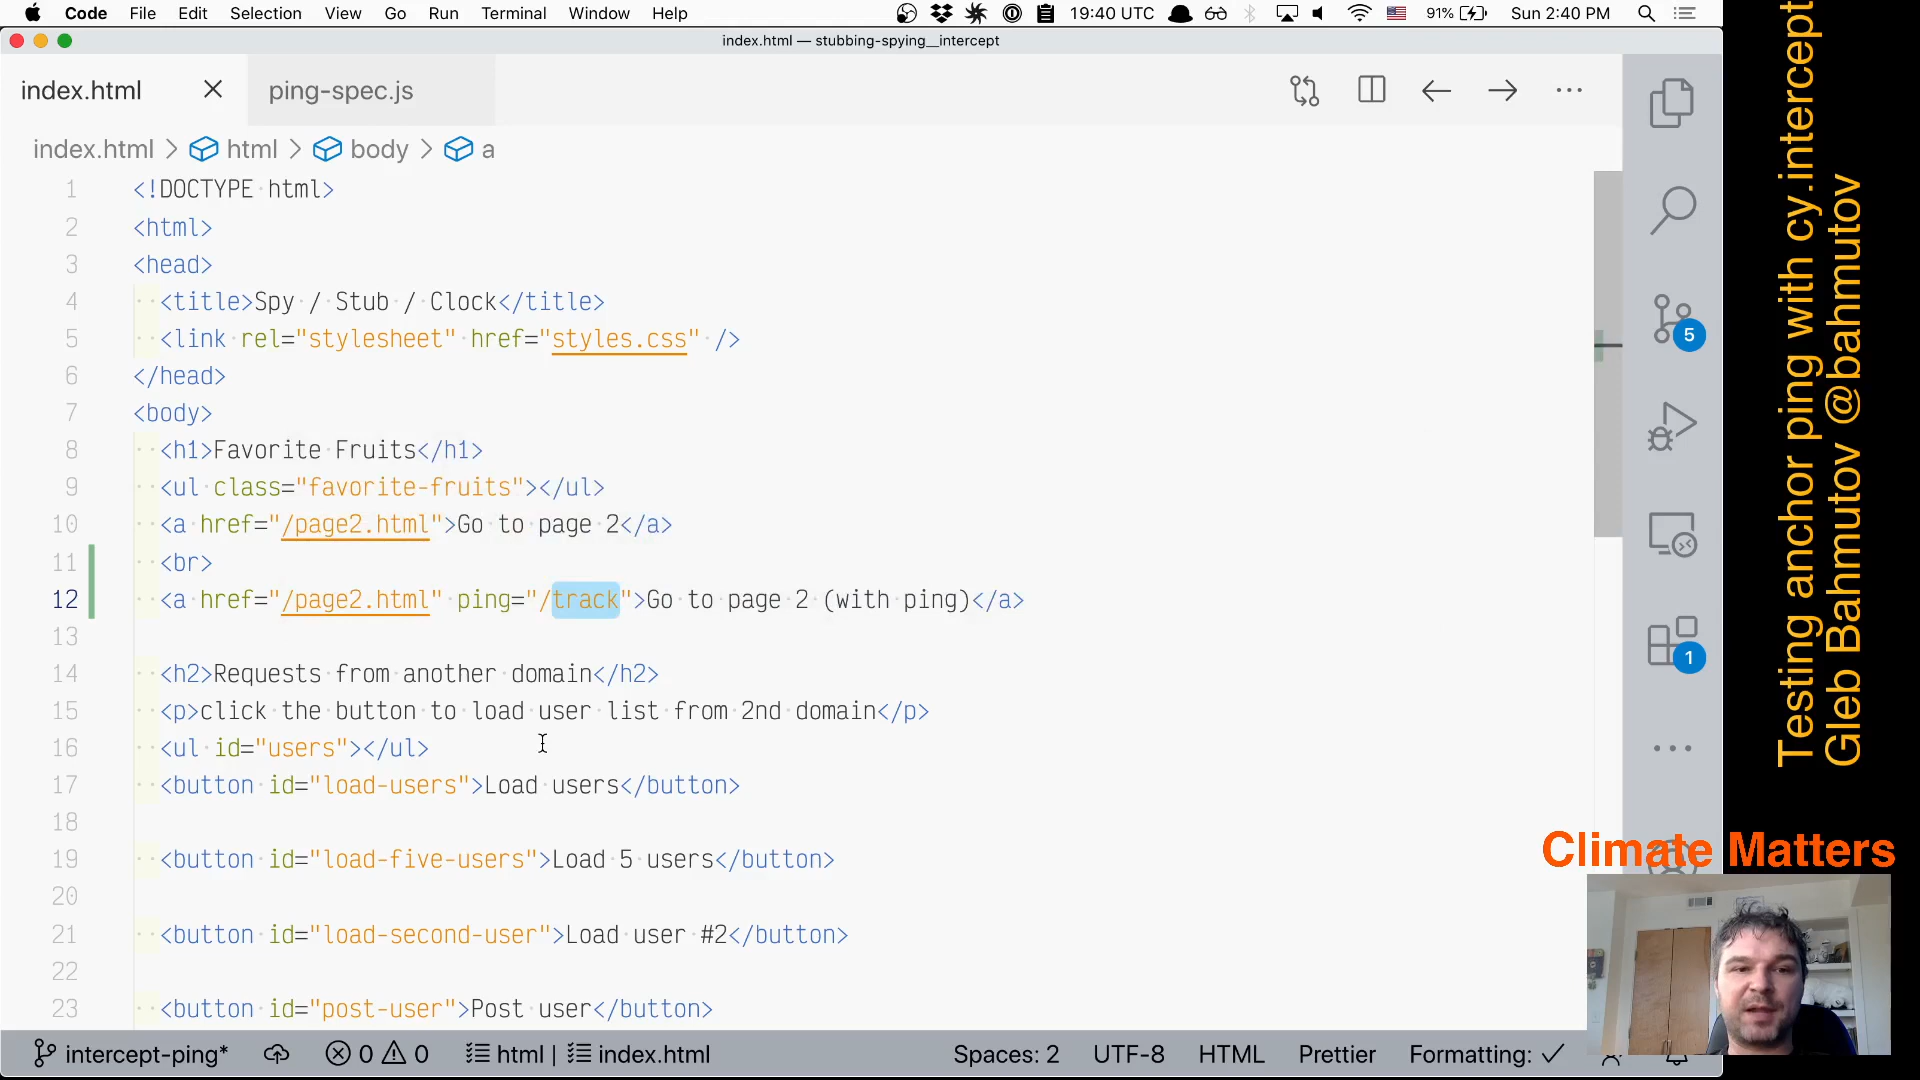 Code File Edit Selection View Go Run Terminal Window Help 19:40 UTC 91% Sun 2:40 PM
index.html — stubbing-spying__intercept
index.html ping-spec.js
index.html > html > body > a
1 <!DOCTYPE html>
2 <html>
3 <head>
4 <title>Spy / Stub / Clock</title>
5 <link rel="stylesheet" href="styles.css" />
6 </head>
7 <body>
8 <h1>Favorite Fruits</h1>
9 <ul class="favorite-fruits"></ul>
10 <a href="/page2.html">Go to page 2</a>
11 <br>
12 <a href="/page2.html" ping="/track">Go to page 2 (with ping)</a>
13
14 <h2>Requests from another domain</h2>
15 <p>click the button to load user list from 2nd domain</p>
16 <ul id="users"></ul>
17 <button id="load-users">Load users</button>
18
19 <button id="load-five-users">Load 5 users</button>
20
21 <button id="load-second-user">Load user #2</button>
22
23 <button id="post-user">Post user</button>
intercept-ping* 0 0 html | index.html Spaces: 2 UTF-8 HTML Prettier Formatting: ✓
5
1
Testing anchor ping with cy.intercept
Gleb Bahmutov @bahmutov
Climate Matters